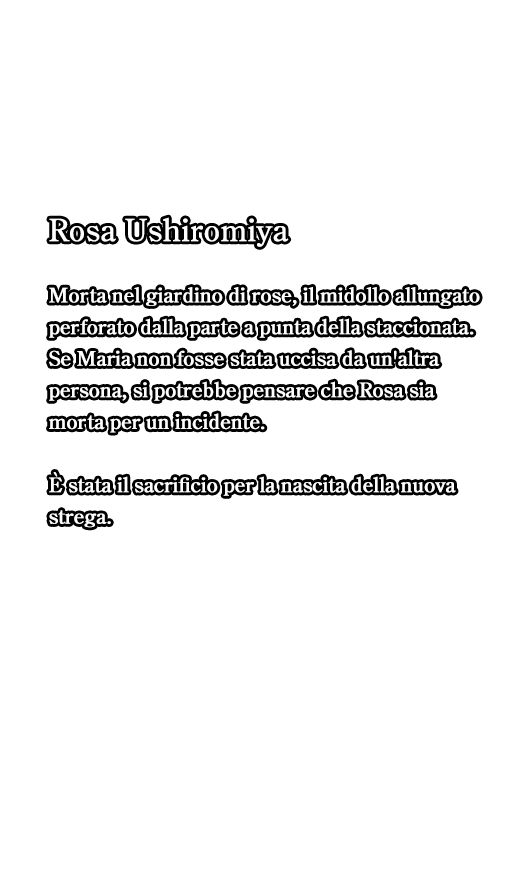 Rosa Ushiromiya
Morta nel giardino di rose, il midollo allungato
perforato dalla parte a punta della staccionata.
Se Maria non fosse stata uccisa da un'altra
persona, si potrebbe pensare che Rosa sia
morta per un incidente.
È stata il sacrificio per la nascita della nuova
strega.